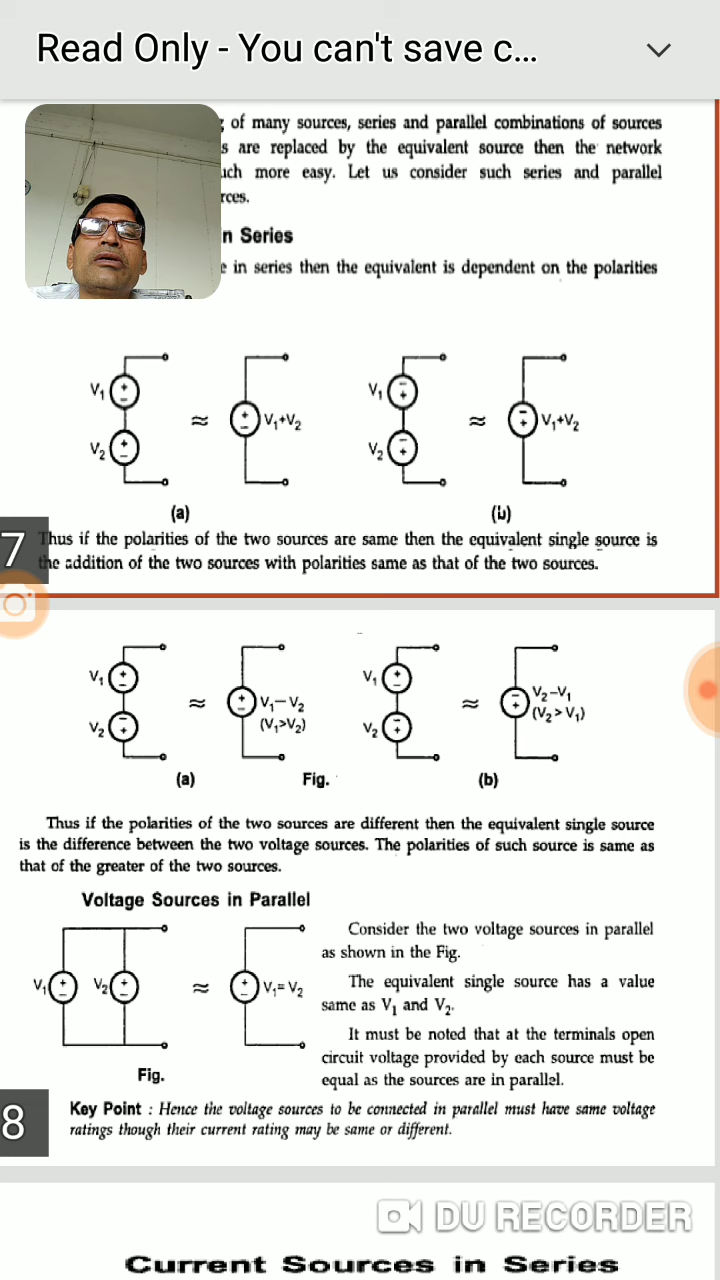 Read Only - You can't save c...
of many sources, series and parallel combinations of sources
are replaced by the equivalent source then the network
more easy. Let us consider such series and parallel
n Series
in series then the equivalent is dependent on the polarities
V₁ + − ≈ + − V₁+V₂ V₁ − + ≈ − + V₁+V₂
V₂ + − V₂ − +
(a) (b)
7 Thus if the polarities of the two sources are same then the equivalent single source is
the addition of the two sources with polarities same as that of the two sources.
V₁ + − ≈ + − V₁−V₂ V₁ + − ≈ − + V₂−V₁
V₂ − + (V₁>V₂) V₂ − + (V₂>V₁)
(a) Fig. (b)
Thus if the polarities of the two sources are different then the equivalent single source
is the difference between the two voltage sources. The polarities of such source is same as
that of the greater of the two sources.
Voltage Sources in Parallel
Consider the two voltage sources in parallel
as shown in the Fig.
V₁ + − V₂ + − ≈ + − V₁=V₂
The equivalent single source has a value
same as V₁ and V₂.
It must be noted that at the terminals open
circuit voltage provided by each source must be
equal as the sources are in parallel.
Fig.
8 Key Point : Hence the voltage sources to be connected in parallel must have same voltage
ratings though their current rating may be same or different.
DU RECORDER
Current Sources in Series